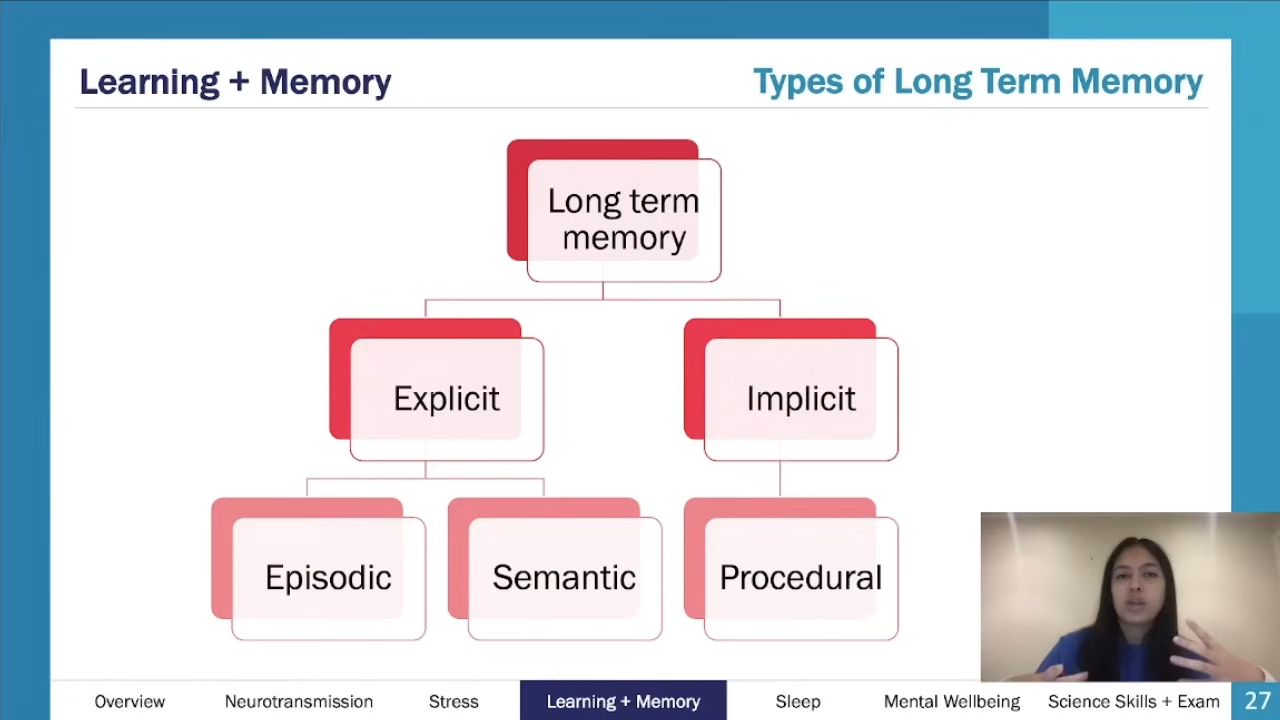 Learning + Memory
Types of Long Term Memory
Long term
memory
Explicit
Implicit
Episodic
Semantic
Procedural
Overview
Neurotransmission
Stress
Learning + Memory
Sleep
Mental Wellbeing
Science Skills + Exam
27